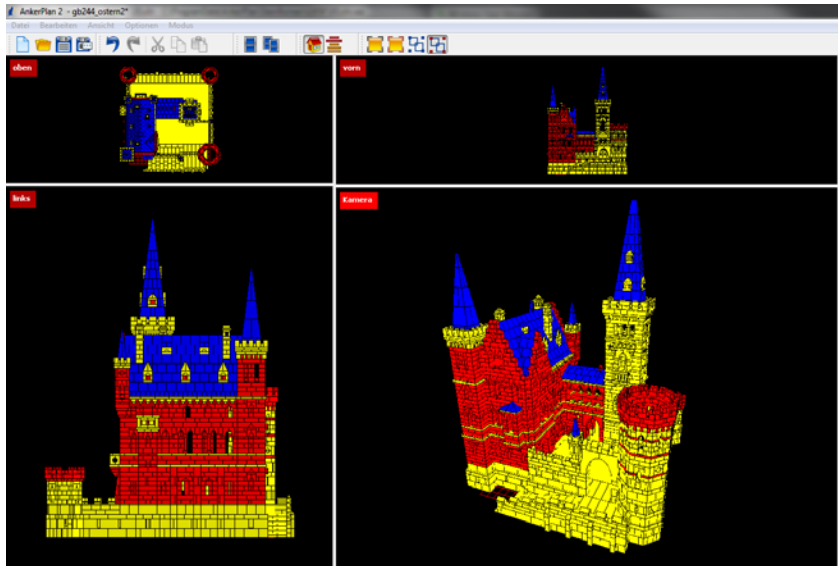 AnkerPlan 2 - gb244_ostern2*
Datei Bearbeiten Ansicht Optionen Modus
oben
vorn
links
Kamera